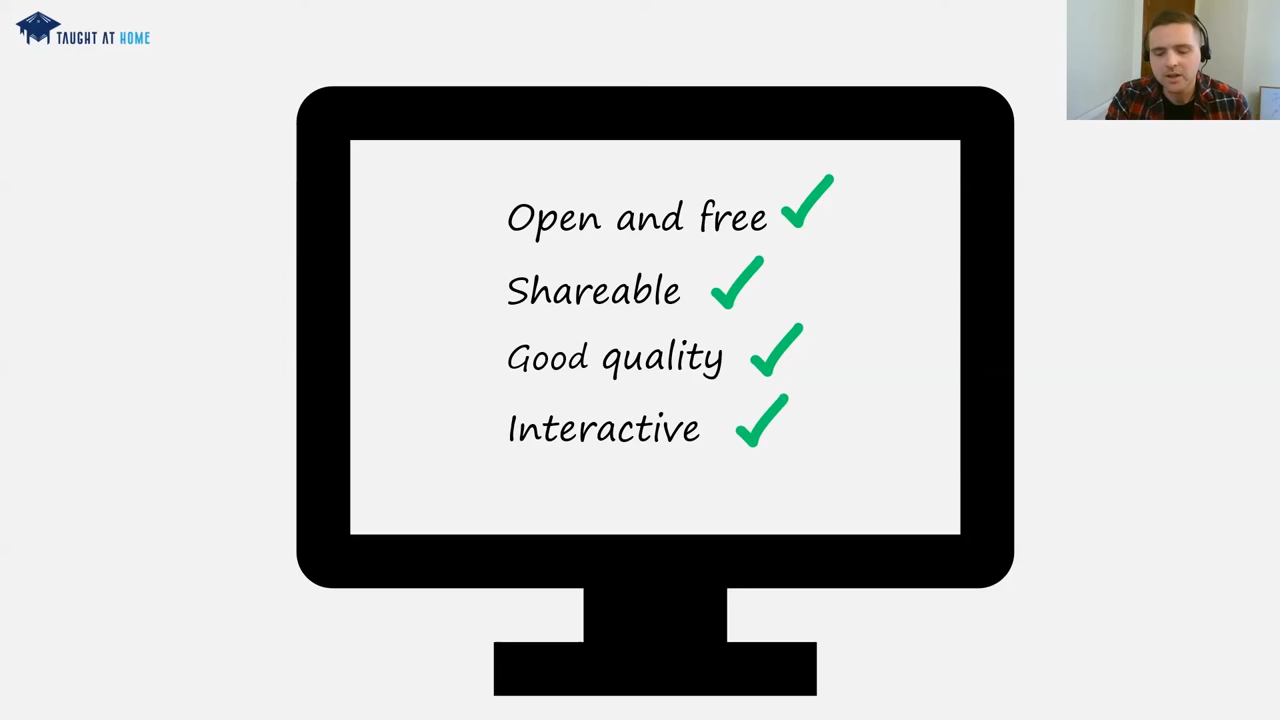 TAUGHT AT HOME
Open and free
Shareable
Good quality
Interactive